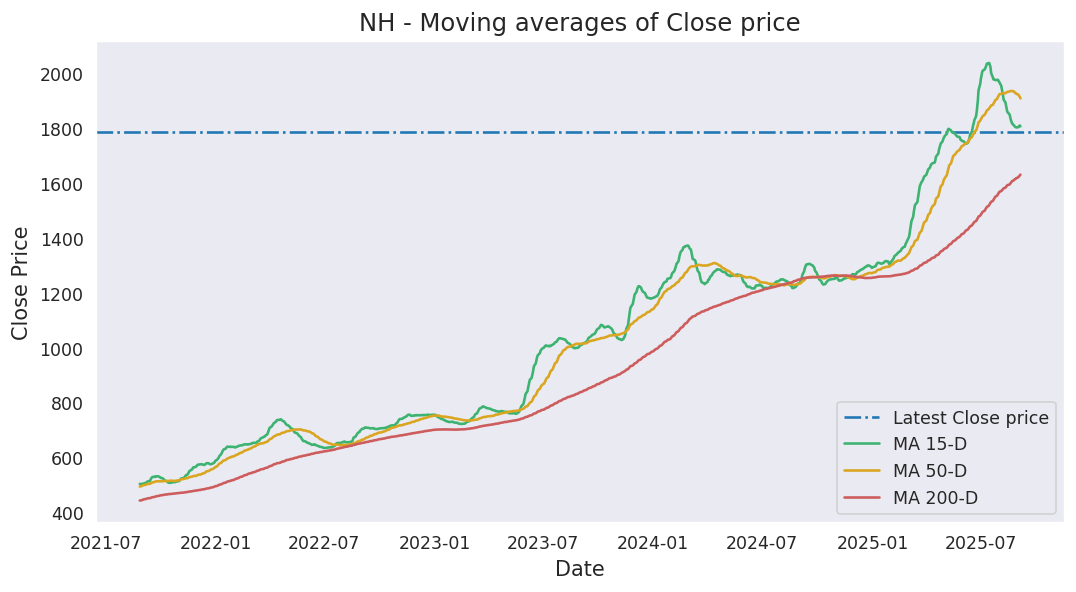 NH - Moving averages of Close price
Close Price
2000
1800
1600
1400
1200
1000
800
600
400
2021-07 2022-01 2022-07 2023-01 2023-07 2024-01 2024-07 2025-01 2025-07
Date
Latest Close price
MA 15-D
MA 50-D
MA 200-D